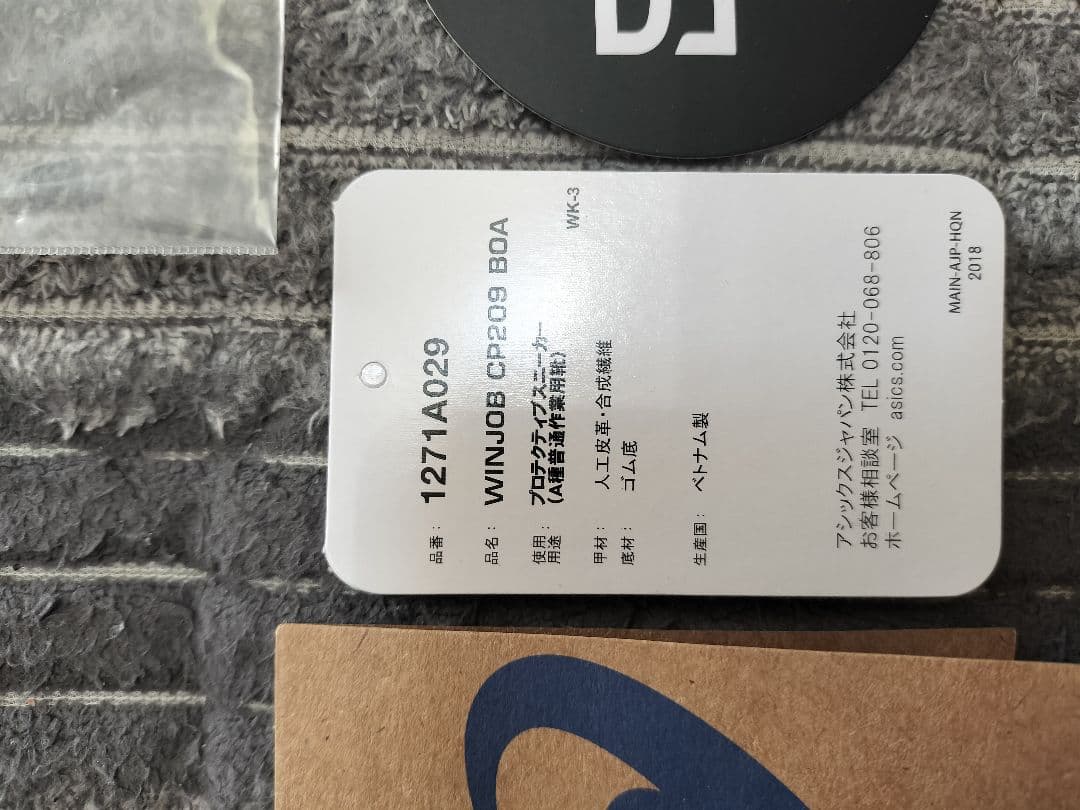 品番： 1271A029
品名： WINJOB CP209 BOA
使用用途： プロテクティブスニーカー
（A種普通作業用靴）
WK-3
甲材： 人工皮革・合成繊維
底材： ゴム底
生産国： ベトナム製
アシックスジャパン株式会社
お客様相談室 TEL 0120-068-806
ホームページ asics.com
MAIN-AJP-HQN
2018